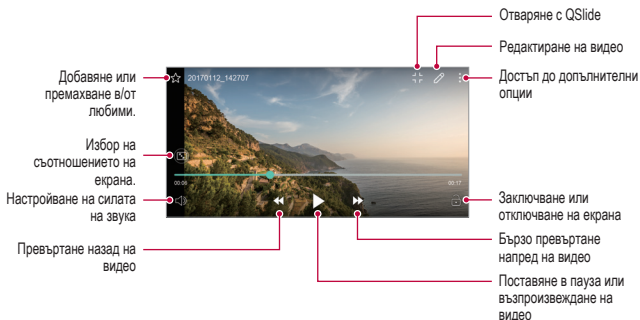 Отваряне с QSlide
Редактиране на видео
Достъп до допълнителни
опции
Добавяне или
премахване в/от
любими.
20170112_142707
Избор на
съотношението на
екрана.
00:06
00:17
Настройване на силата
на звука
Заключване или
отключване на екрана
Превъртане назад на
видео
Бързо превъртане
напред на видео
Поставяне в пауза или
възпроизвеждане на
видео